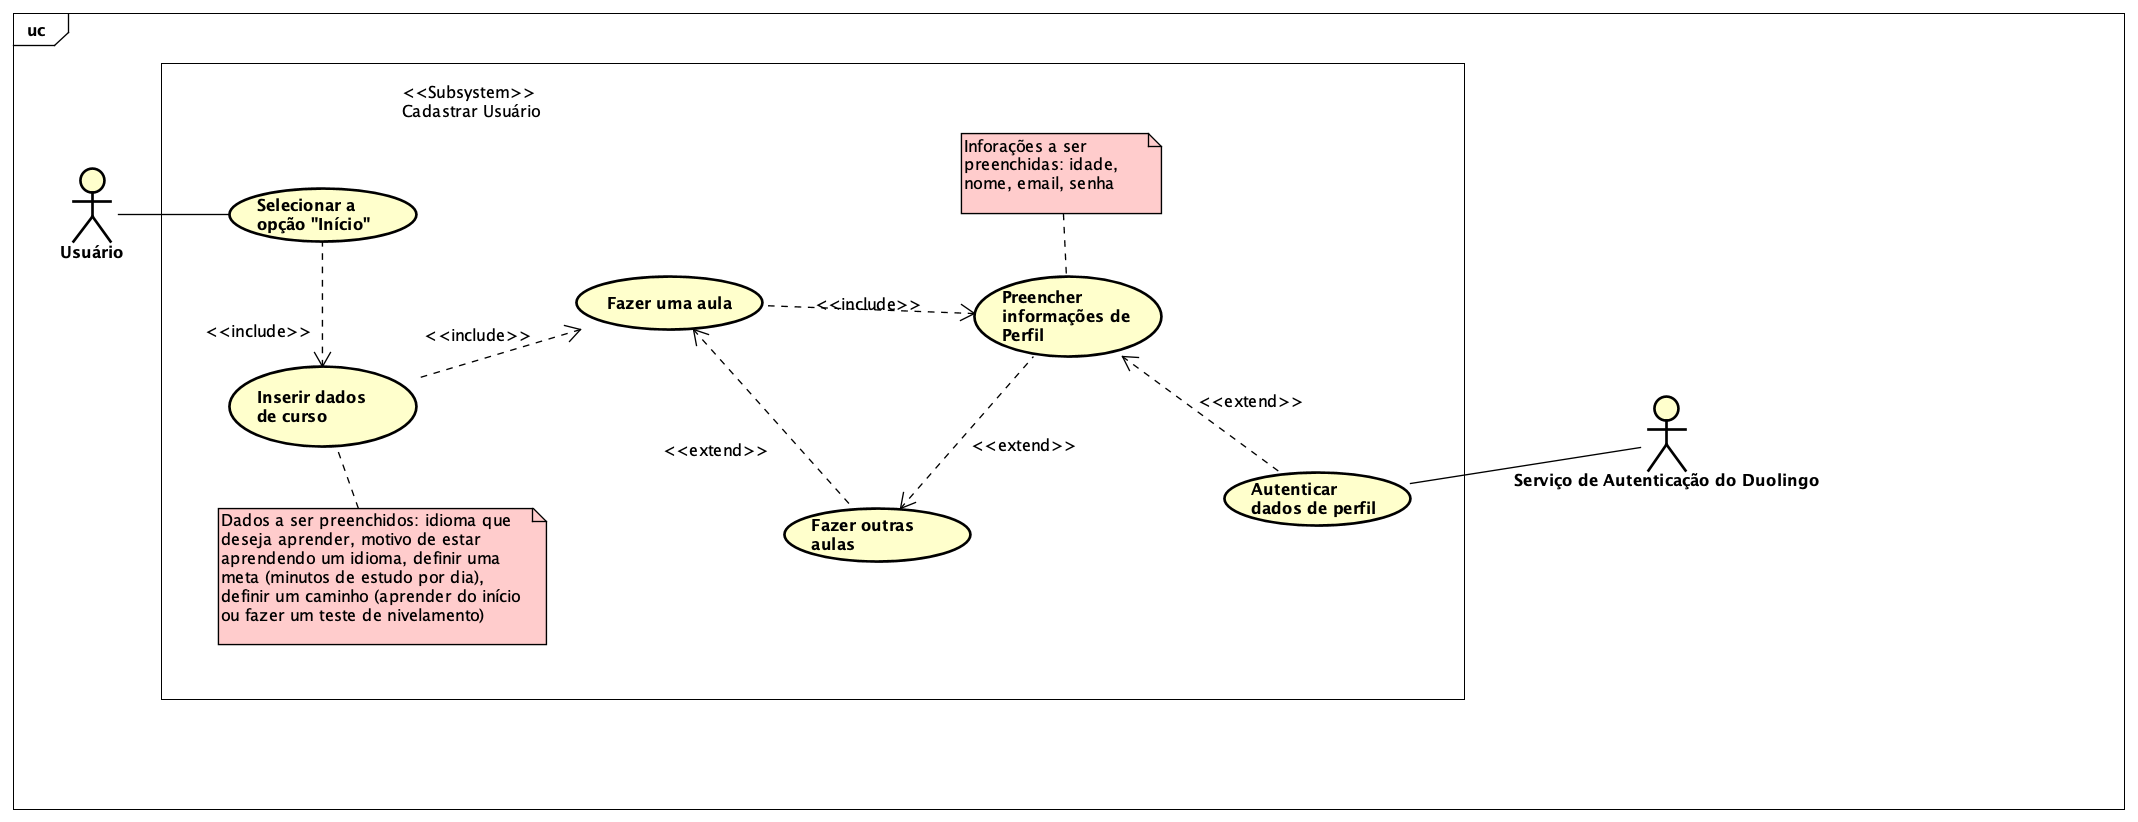 uc
<<Subsystem>>
Cadastrar Usuário
Inforações a ser
preenchidas: idade,
nome, email, senha
Selecionar a
opção "Início"
Usuário
Fazer uma aula
<<include>>
Preencher
informações de
Perfil
<<include>>
<<include>>
Inserir dados
de curso
<<extend>>
<<extend>>
<<extend>>
Serviço de Autenticação do Duolingo
Autenticar
dados de perfil
Fazer outras
aulas
Dados a ser preenchidos: idioma que
deseja aprender, motivo de estar
aprendendo um idioma, definir uma
meta (minutos de estudo por dia),
definir um caminho (aprender do início
ou fazer um teste de nivelamento)